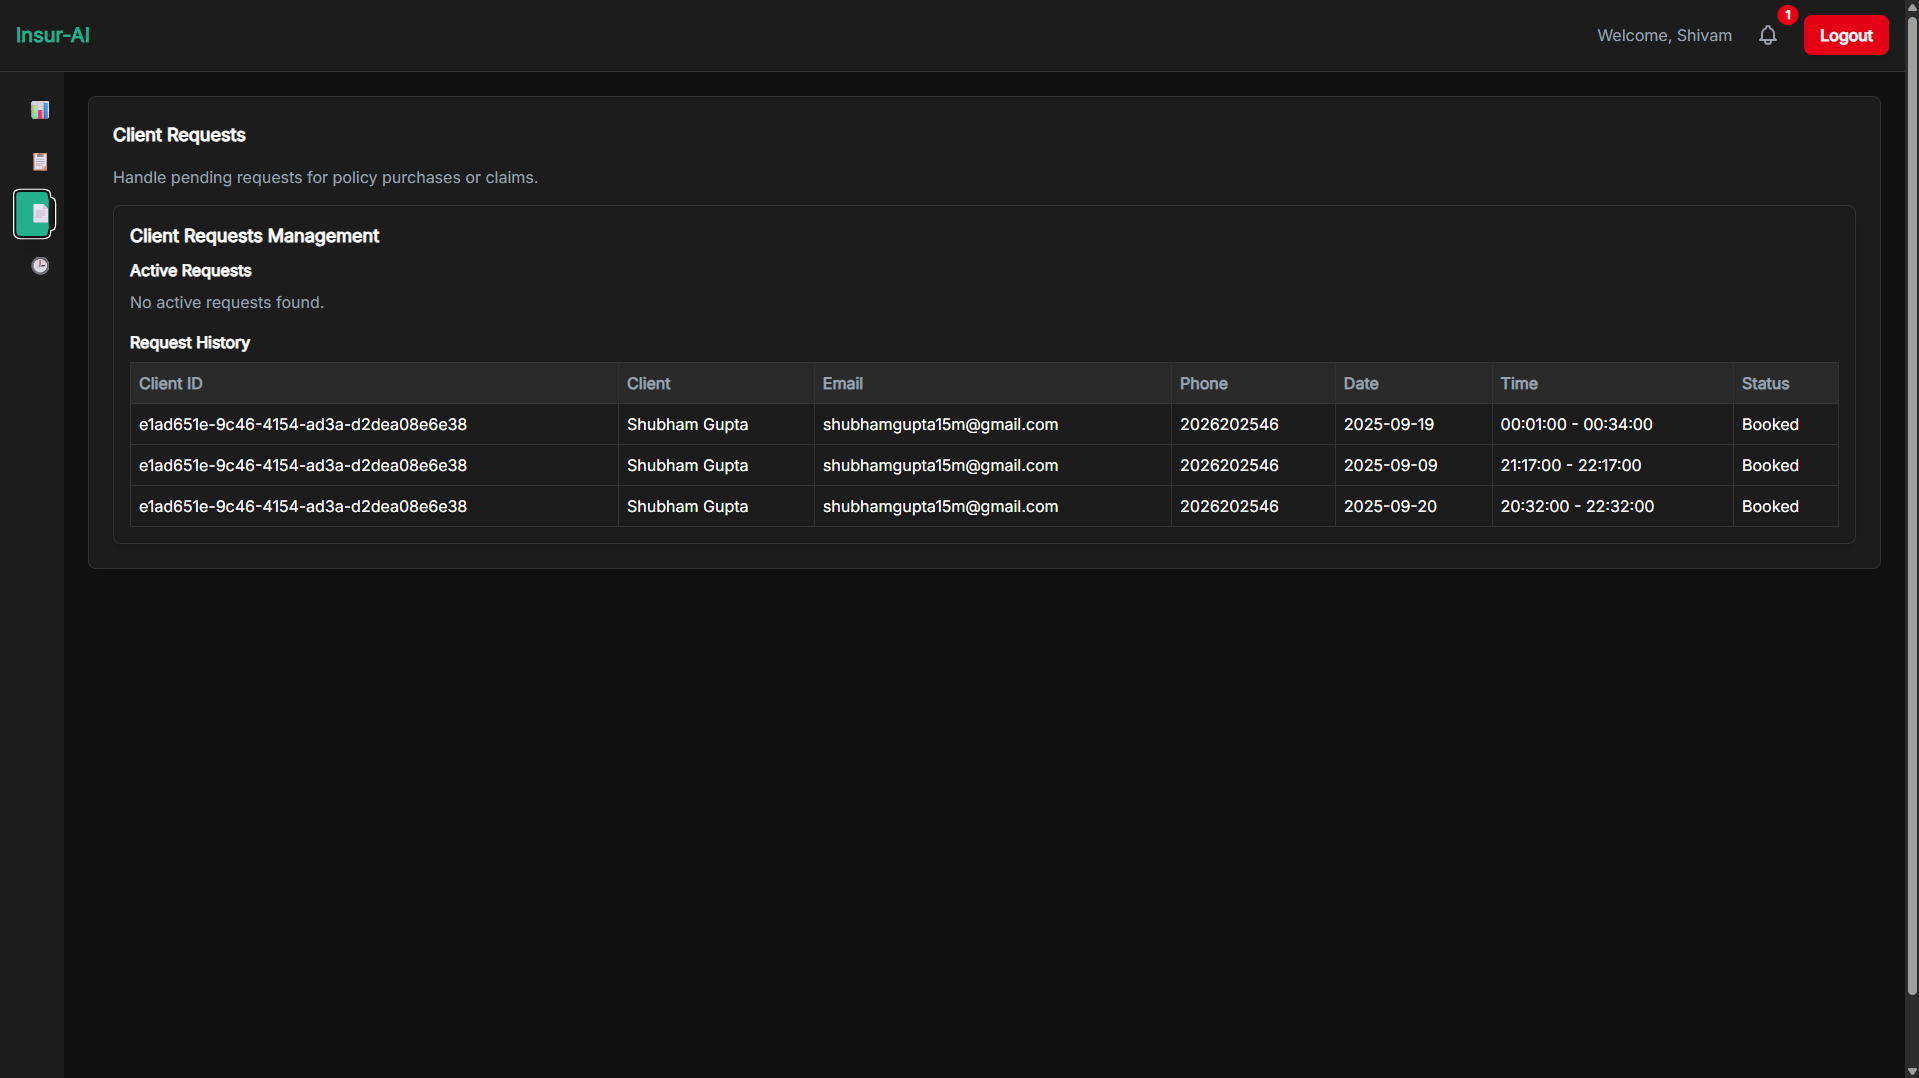 Insur-AI
Welcome, Shivam
1
Logout
Client Requests
Handle pending requests for policy purchases or claims.
Client Requests Management
Active Requests
No active requests found.
Request History
Client ID Client Email Phone Date Time Status
e1ad651e-9c46-4154-ad3a-d2dea08e6e38 Shubham Gupta shubhamgupta15m@gmail.com 2026202546 2025-09-19 00:01:00 - 00:34:00 Booked
e1ad651e-9c46-4154-ad3a-d2dea08e6e38 Shubham Gupta shubhamgupta15m@gmail.com 2026202546 2025-09-09 21:17:00 - 22:17:00 Booked
e1ad651e-9c46-4154-ad3a-d2dea08e6e38 Shubham Gupta shubhamgupta15m@gmail.com 2026202546 2025-09-20 20:32:00 - 22:32:00 Booked